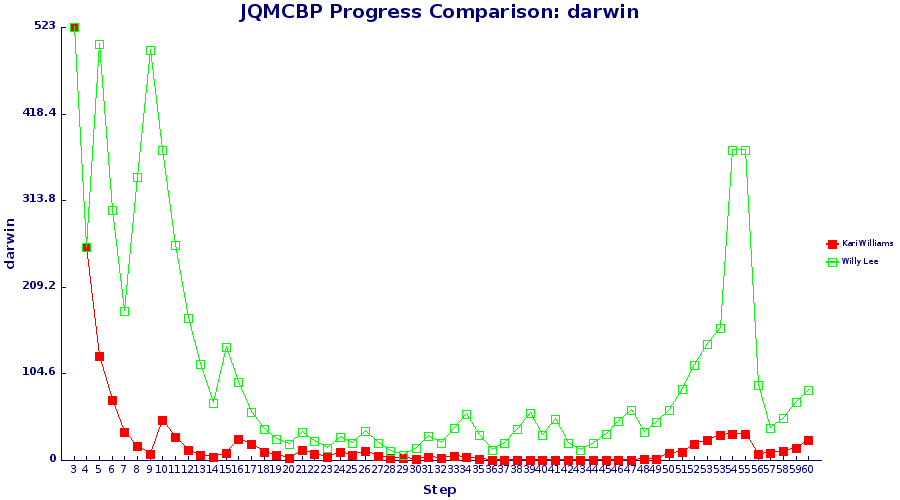 JQMCBP Progress Comparison: darwin
523
418.4
313.8
209.2
104.6
0
darwin
3 4 5 6 7 8 9 10 11 12 13 14 15 16 17 18 19 20 21 22 23 24 25 26 27 28 29 30 31 32 33 34 35 36 37 38 39 40 41 42 43 44 45 46 47 48 49 50 51 52 53 53 54 55 56 57 58 59 60
Step
Kari Williams
Willy Lee